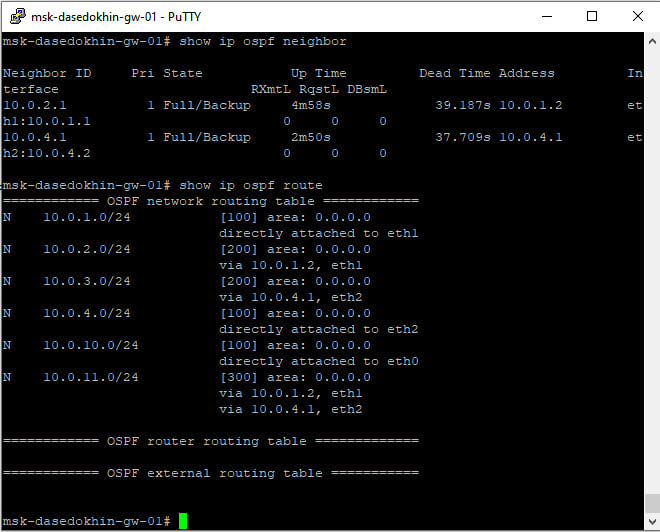 msk-dasedokhin-gw-01 - PuTTY
msk-dasedokhin-gw-01# show ip ospf neighbor
Neighbor ID     Pri State           Up Time         Dead Time Address         In
terface                        RXmtL RqstL DBsmL
10.0.2.1          1 Full/Backup     4m58s             39.187s 10.0.1.2        et
h1:10.0.1.1                        0     0     0
10.0.4.1          1 Full/Backup     2m50s             37.709s 10.0.4.1        et
h2:10.0.4.2                        0     0     0
msk-dasedokhin-gw-01# show ip ospf route
============ OSPF network routing table ============
N    10.0.1.0/24           [100] area: 0.0.0.0
                           directly attached to eth1
N    10.0.2.0/24           [200] area: 0.0.0.0
                           via 10.0.1.2, eth1
N    10.0.3.0/24           [200] area: 0.0.0.0
                           via 10.0.4.1, eth2
N    10.0.4.0/24           [100] area: 0.0.0.0
                           directly attached to eth2
N    10.0.10.0/24          [100] area: 0.0.0.0
                           directly attached to eth0
N    10.0.11.0/24          [300] area: 0.0.0.0
                           via 10.0.1.2, eth1
                           via 10.0.4.1, eth2
============ OSPF router routing table =============
============ OSPF external routing table ===========
msk-dasedokhin-gw-01#